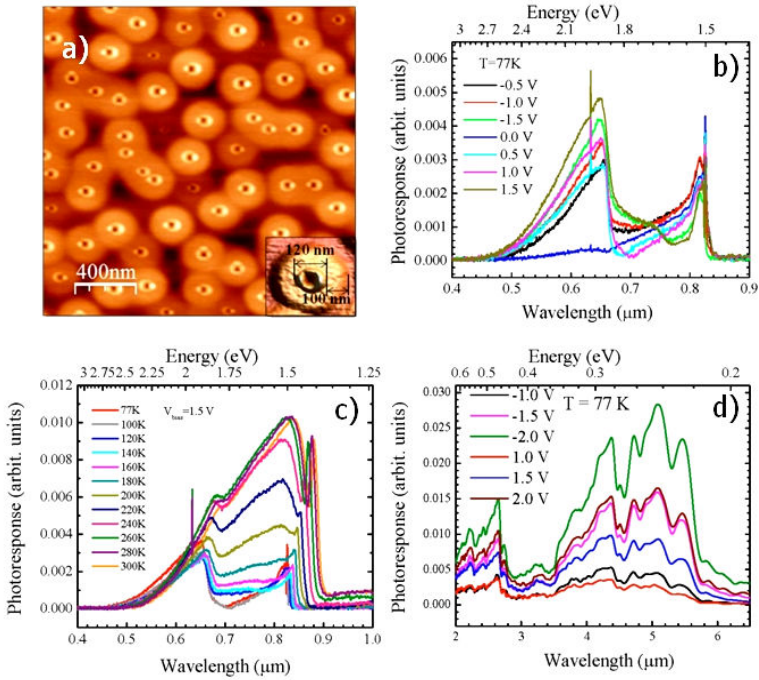 a)
120 nm
100 nm
400nm
Energy (eV)
3 2.7 2.4 2.1 1.8 1.5
b)
T=77K
-0.5 V
-1.0 V
-1.5 V
0.0 V
0.5 V
1.0 V
1.5 V
Photoresponse (arbit. units)
0.006
0.005
0.004
0.003
0.002
0.001
0.000
0.4 0.5 0.6 0.7 0.8 0.9
Wavelength (μm)
Energy (eV)
3 2.75 2.5 2.25 2 1.75 1.5 1.25
c)
V_bias=1.5 V
77K
100K
120K
140K
160K
180K
200K
220K
240K
260K
280K
300K
Photoresponse (arbit. units)
0.012
0.010
0.008
0.006
0.004
0.002
0.000
0.4 0.5 0.6 0.7 0.8 0.9 1.0
Wavelength (μm)
Energy (eV)
0.6 0.5 0.4 0.3 0.2
d)
T = 77 K
-1.0 V
-1.5 V
-2.0 V
1.0 V
1.5 V
2.0 V
Photoresponse (arbit. units)
0.030
0.025
0.020
0.015
0.010
0.005
0.000
2 3 4 5 6
Wavelength (μm)